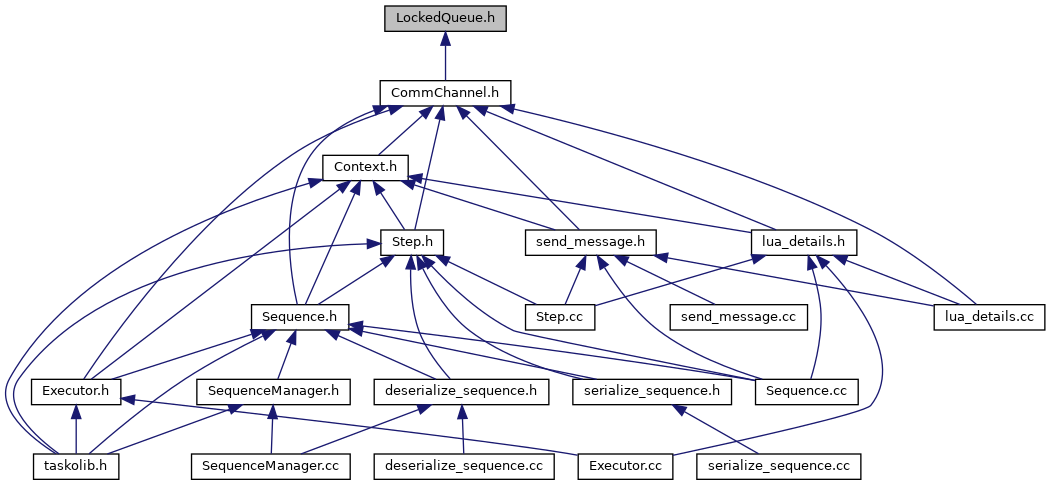 LockedQueue.h
CommChannel.h
Context.h
Step.h
send_message.h
lua_details.h
Sequence.h
Step.cc
send_message.cc
lua_details.cc
Executor.h
SequenceManager.h
deserialize_sequence.h
serialize_sequence.h
Sequence.cc
taskolib.h
SequenceManager.cc
deserialize_sequence.cc
Executor.cc
serialize_sequence.cc